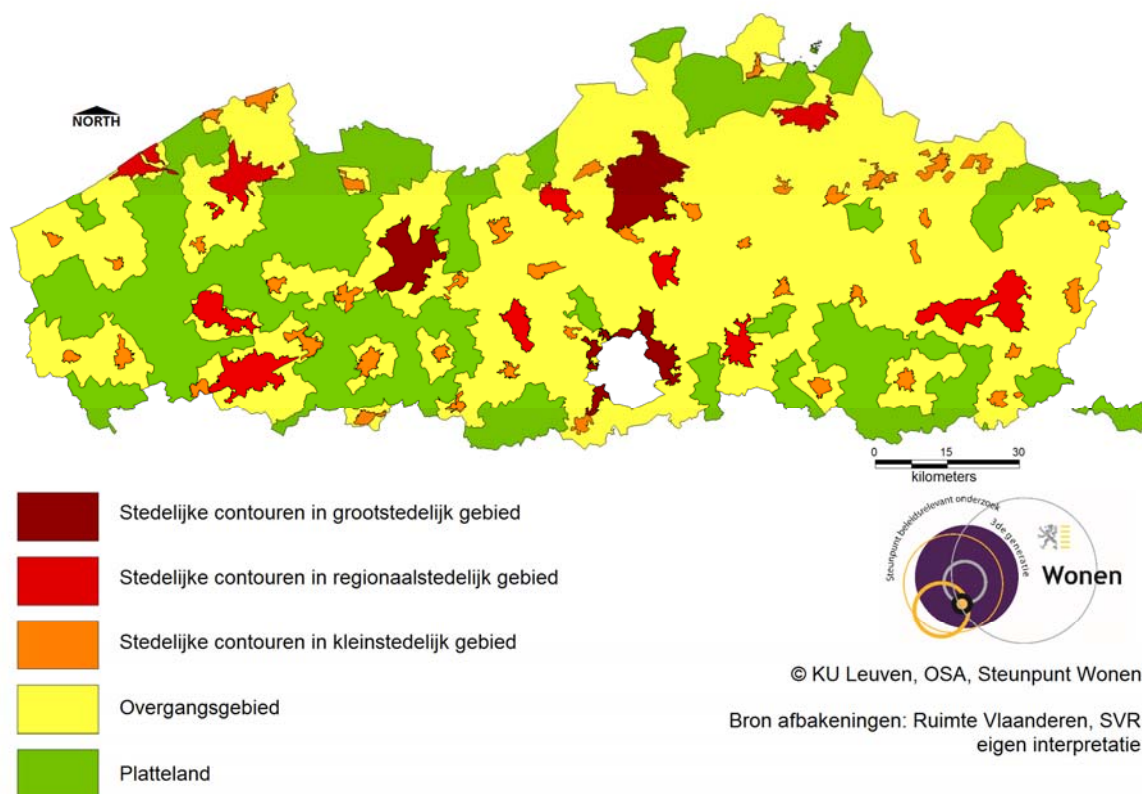 NORTH
0 15 30
kilometers
Stedelijke contouren in grootstedelijk gebied
Stedelijke contouren in regionaalstedelijk gebied
Stedelijke contouren in kleinstedelijk gebied
Overgangsgebied
Platteland
Steunpunt beleidsrelevant onderzoek
3de generatie
Wonen
© KU Leuven, OSA, Steunpunt Wonen
Bron afbakeningen: Ruimte Vlaanderen, SVR
eigen interpretatie